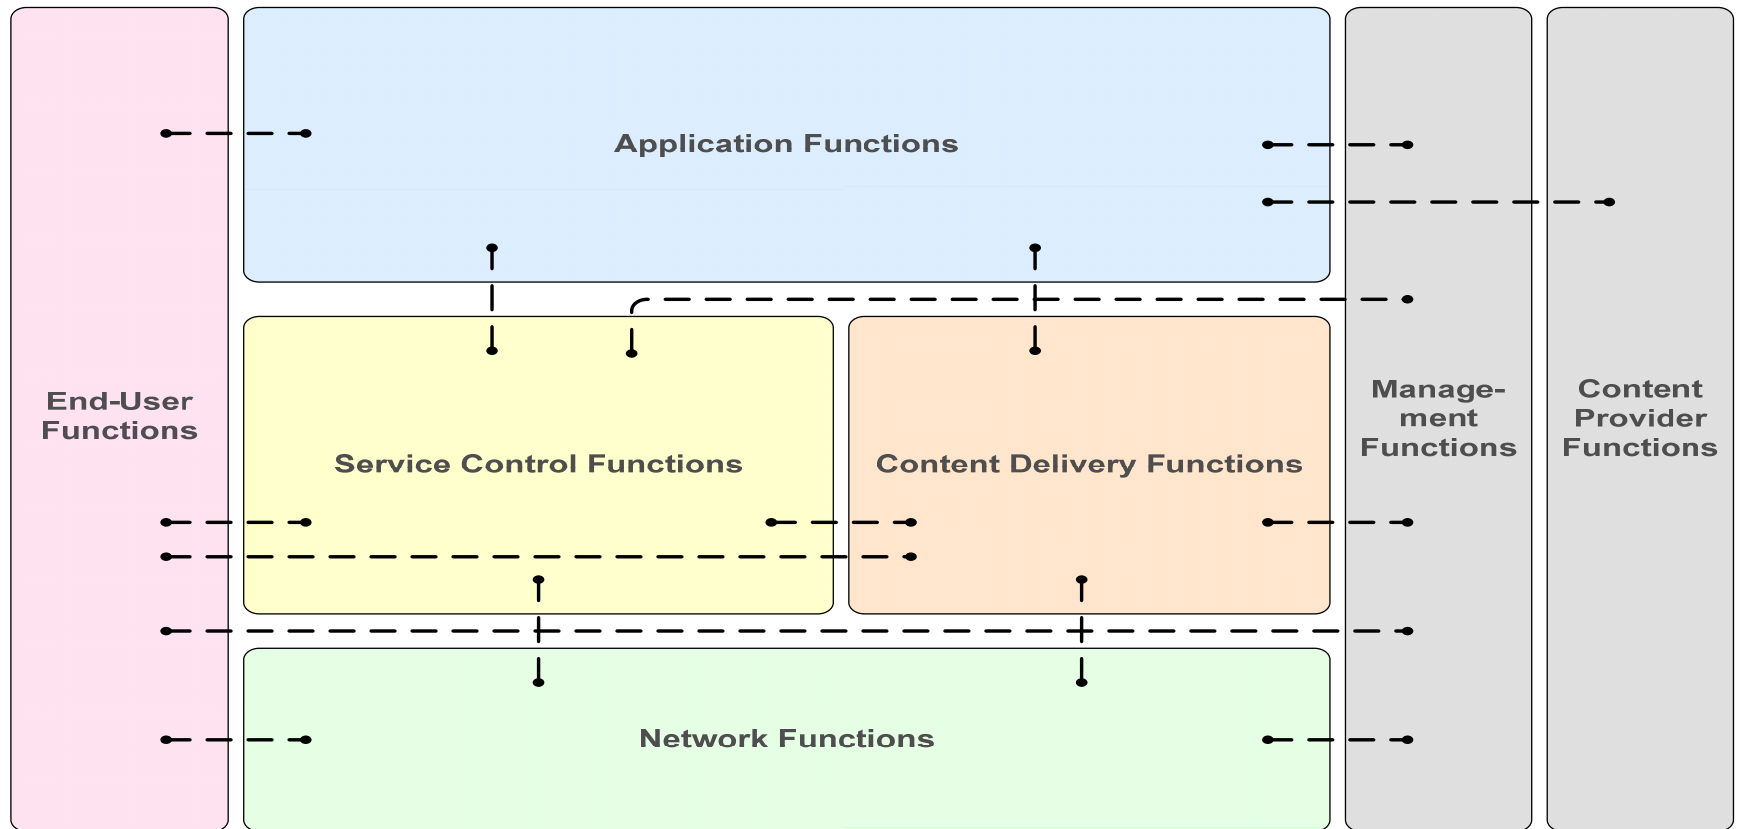 Application Functions
End-User
Functions
Service Control Functions
Content Delivery Functions
Manage-
ment
Functions
Content
Provider
Functions
Network Functions